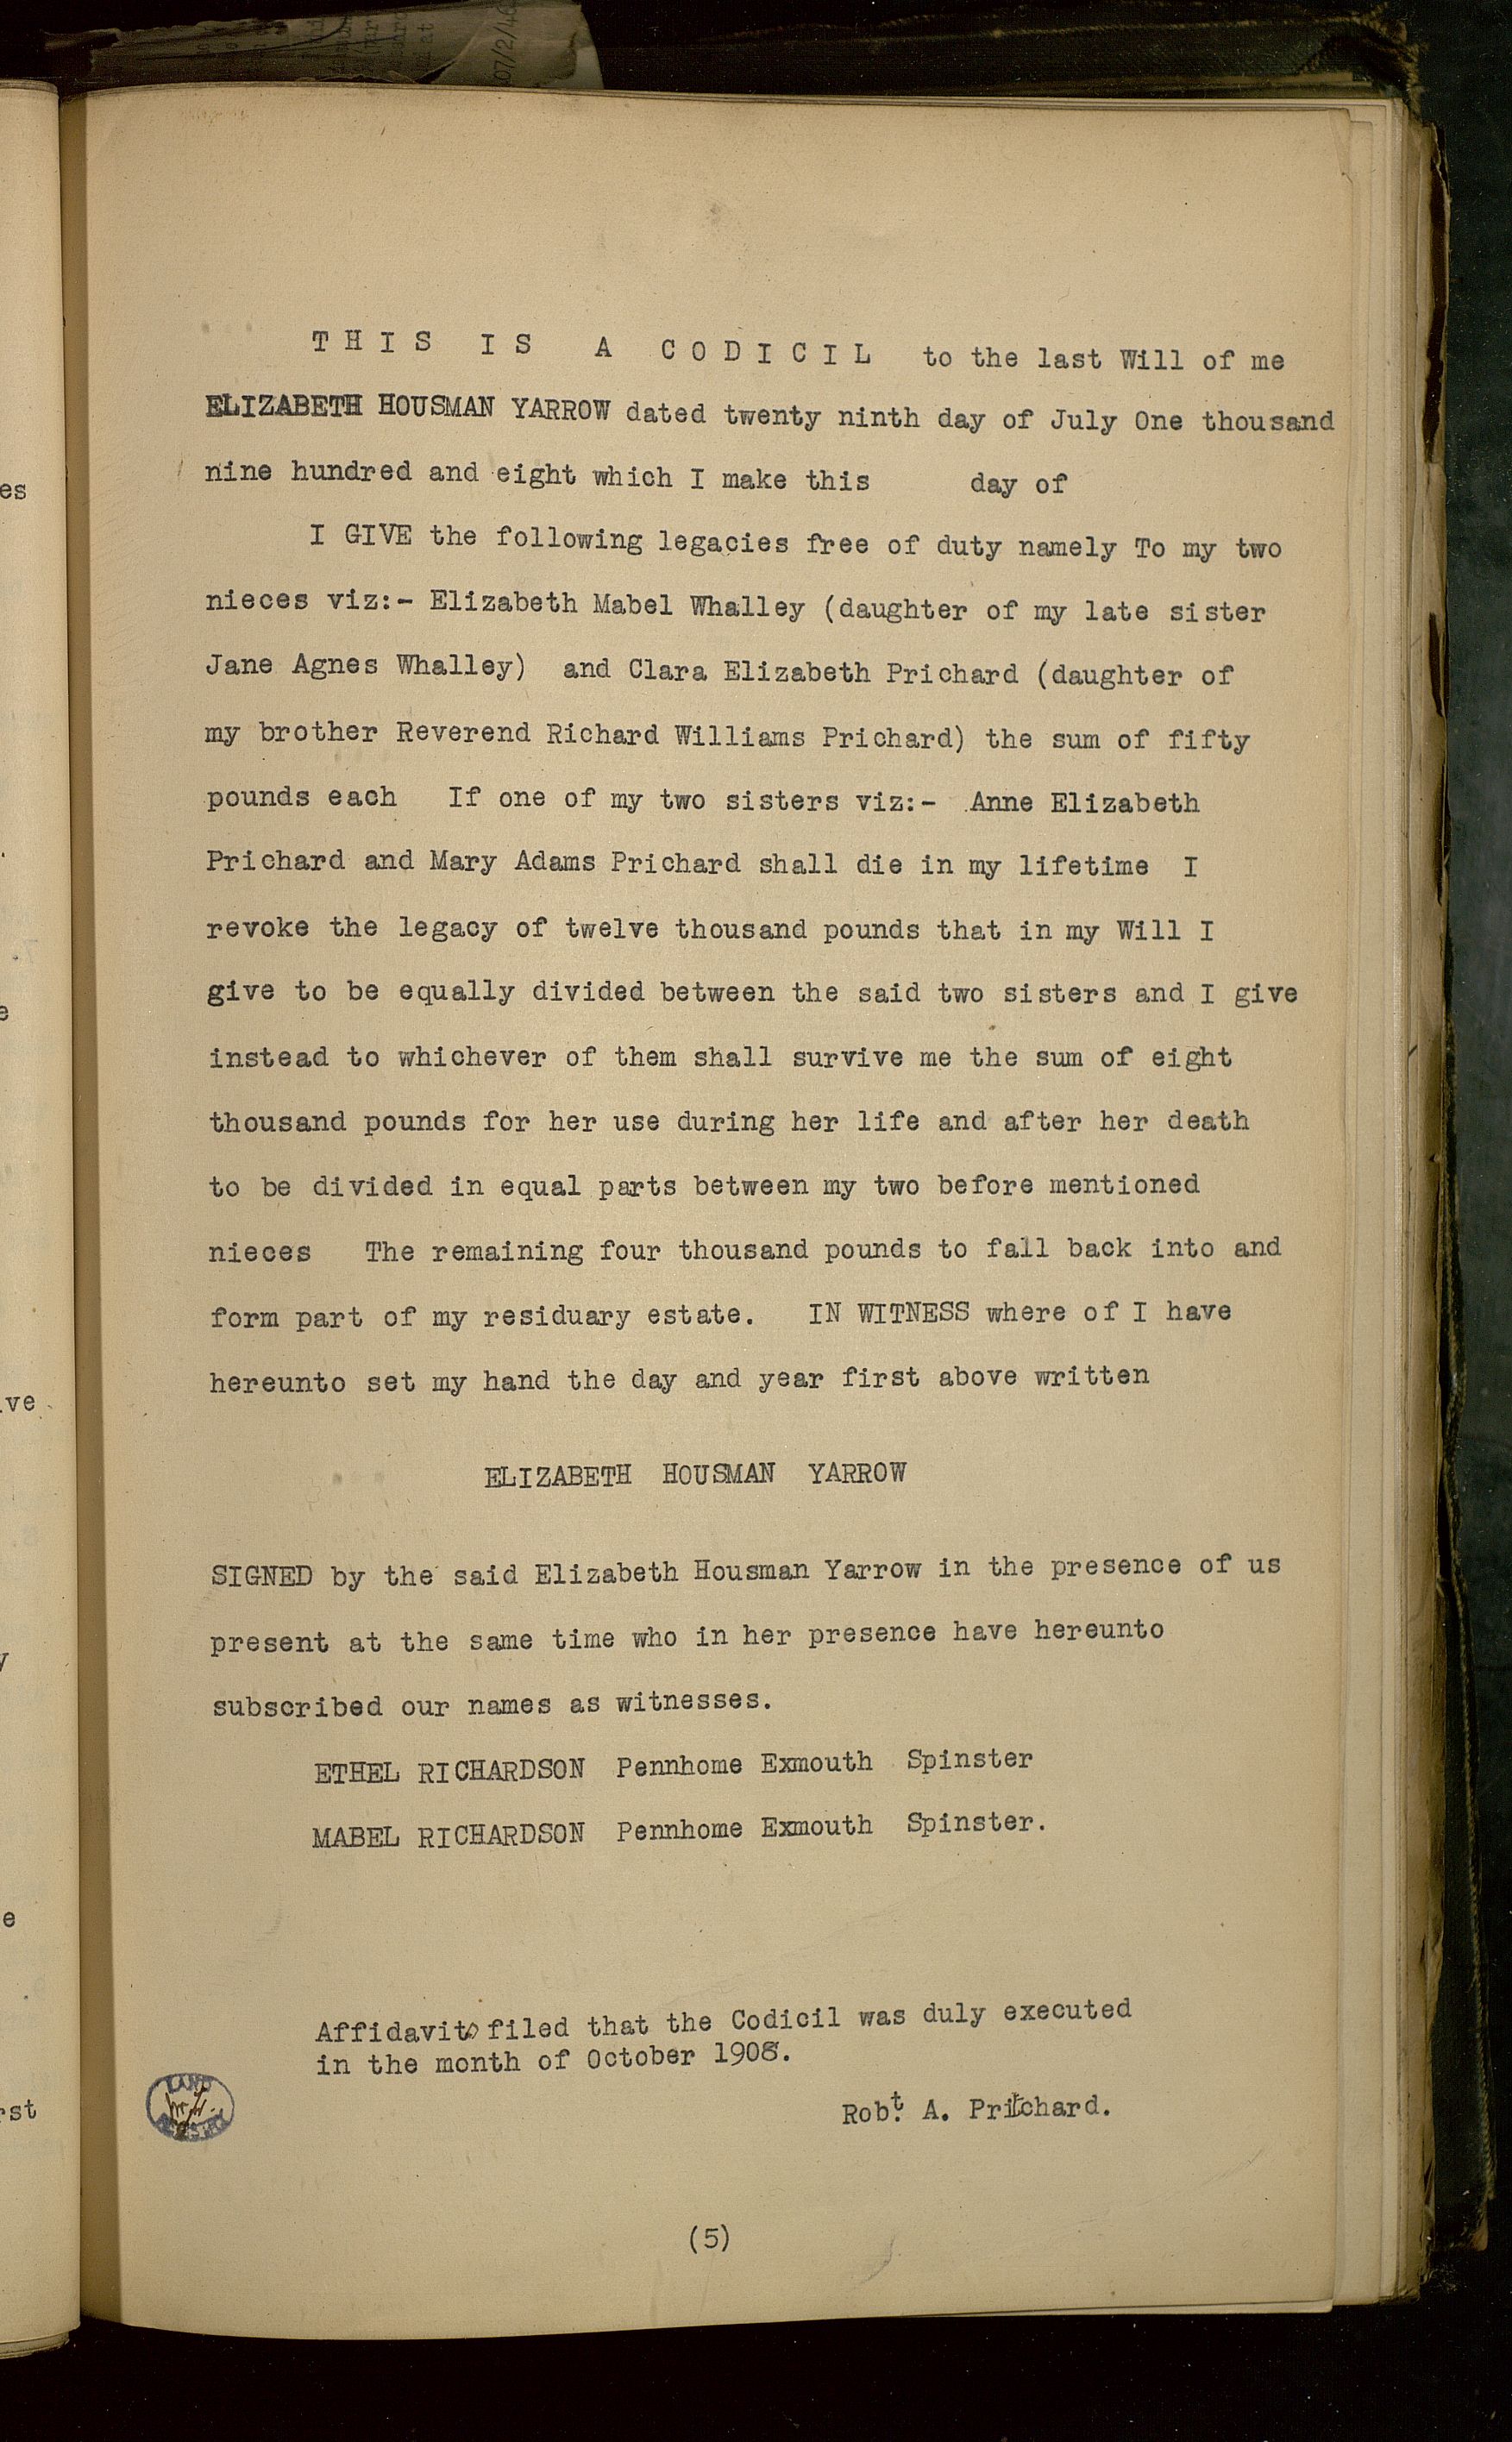 07/2/46
es
e
ve
y
e
rst
THIS IS A CODICIL to the last Will of me
ELIZABETH HOUSMAN YARROW dated twenty ninth day of July One thousand
nine hundred and eight which I make this day of
I GIVE the following legacies free of duty namely To my two
nieces viz:- Elizabeth Mabel Whalley (daughter of my late sister
Jane Agnes Whalley) and Clara Elizabeth Prichard (daughter of
my brother Reverend Richard Williams Prichard) the sum of fifty
pounds each If one of my two sisters viz:- Anne Elizabeth
Prichard and Mary Adams Prichard shall die in my lifetime I
revoke the legacy of twelve thousand pounds that in my Will I
give to be equally divided between the said two sisters and I give
instead to whichever of them shall survive me the sum of eight
thousand pounds for her use during her life and after her death
to be divided in equal parts between my two before mentioned
nieces The remaining four thousand pounds to fall back into and
form part of my residuary estate. IN WITNESS where of I have
hereunto set my hand the day and year first above written
ELIZABETH HOUSMAN YARROW
SIGNED by the said Elizabeth Housman Yarrow in the presence of us
present at the same time who in her presence have hereunto
subscribed our names as witnesses.
ETHEL RICHARDSON Pennhome Exmouth Spinster
MABEL RICHARDSON Pennhome Exmouth Spinster.
Affidavits filed that the Codicil was duly executed
in the month of October 1908.
LAND
REGISTRY
Robt. A. Pritchard.
(5)